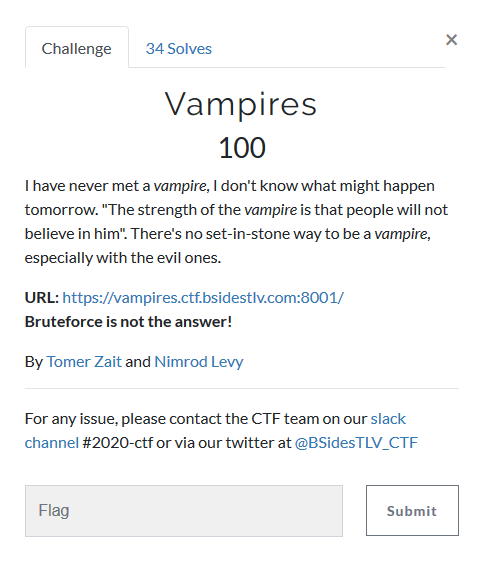 Challenge
34 Solves
×
Vampires
100
I have never met a vampire, I don't know what might happen
tomorrow. "The strength of the vampire is that people will not
believe in him". There's no set-in-stone way to be a vampire,
especially with the evil ones.
URL: https://vampires.ctf.bsidestlv.com:8001/
Bruteforce is not the answer!
By Tomer Zait and Nimrod Levy
For any issue, please contact the CTF team on our slack
channel #2020-ctf or via our twitter at @BSidesTLV_CTF
Flag
Submit